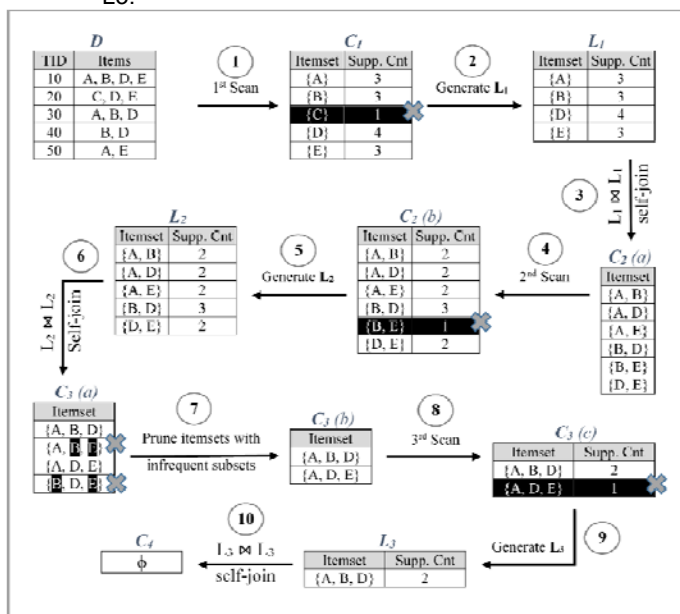 L3.
D
TID Items
10 A, B, D, E
20 C, D, E
30 A, B, D
40 B, D
50 A, E
1
1st Scan
C1
Itemset Supp. Cnt
{A} 3
{B} 3
{C} 1
{D} 4
{E} 3
2
Generate L1
L1
Itemset Supp. Cnt
{A} 3
{B} 3
{D} 4
{E} 3
3
L1 ⋈ L1
self-join
C2 (a)
Itemset
{A, B}
{A, D}
{A, E}
{B, D}
{B, E}
{D, E}
4
2nd Scan
C2 (b)
Itemset Supp. Cnt
{A, B} 2
{A, D} 2
{A, E} 2
{B, D} 3
{B, E} 1
{D, E} 2
5
Generate L2
L2
Itemset Supp. Cnt
{A, B} 2
{A, D} 2
{A, E} 2
{B, D} 3
{D, E} 2
6
L2 ⋈ L2
Self-join
C3 (a)
Itemset
{A, B, D}
{A, B, E}
{A, D, E}
{B, D, E}
7
Prune itemsets with
infrequent subsets
C3 (b)
Itemset
{A, B, D}
{A, D, E}
8
3rd Scan
C3 (c)
Itemset Supp. Cnt
{A, B, D} 2
{A, D, E} 1
9
Generate L3
L3
Itemset Supp. Cnt
{A, B, D} 2
10
L3 ⋈ L3
self-join
C4
ϕ